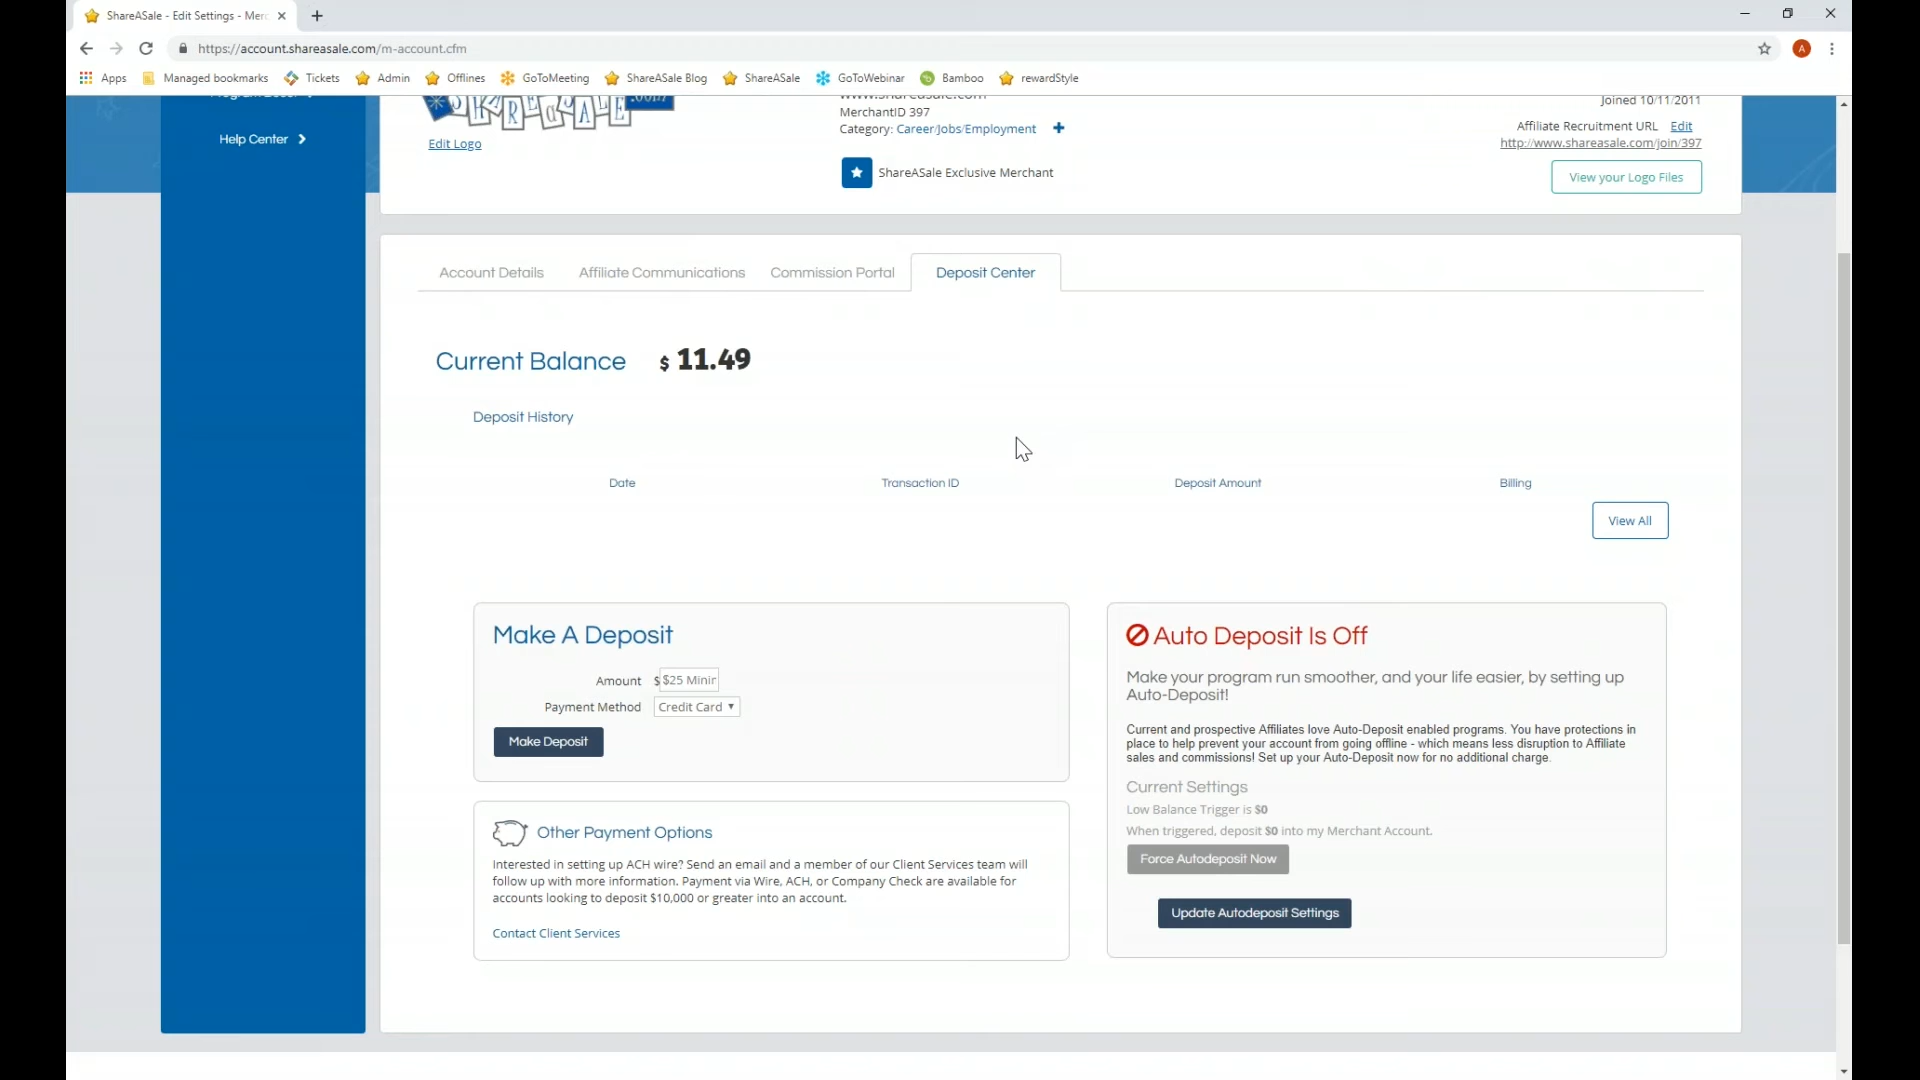 ShareASale - Edit Settings - Merc
https://account.shareasale.com/m-account.cfm
A
Apps
Managed bookmarks
Tickets
Admin
Offlines
GoToMeeting
ShareASale Blog
ShareASale
GoToWebinar
Bamboo
rewardStyle
Help Center
SHAREASALE
.com
Edit Logo
www.shareasale.com
MerchantID 397
Category: Career/Jobs/Employment
ShareASale Exclusive Merchant
Joined 10/11/2011
Affiliate Recruitment URL Edit
http://www.shareasale.com/join/397
View your Logo Files
Account Details
Affiliate Communications
Commission Portal
Deposit Center
Current Balance $ 11.49
Deposit History
Date Transaction ID Deposit Amount Billing
View All
Make A Deposit
Amount $ $25 Minir
Payment Method Credit Card
Make Deposit
Other Payment Options
Interested in setting up ACH wire? Send an email and a member of our Client Services team will
follow up with more information. Payment via Wire, ACH, or Company Check are available for
accounts looking to deposit $10,000 or greater into an account.
Contact Client Services
Auto Deposit Is Off
Make your program run smoother, and your life easier, by setting up
Auto-Deposit!
Current and prospective Affiliates love Auto-Deposit enabled programs. You have protections in
place to help prevent your account from going offline - which means less disruption to Affiliate
sales and commissions! Set up your Auto-Deposit now for no additional charge.
Current Settings
Low Balance Trigger is $0
When triggered, deposit $0 into my Merchant Account.
Force Autodeposit Now
Update Autodeposit Settings